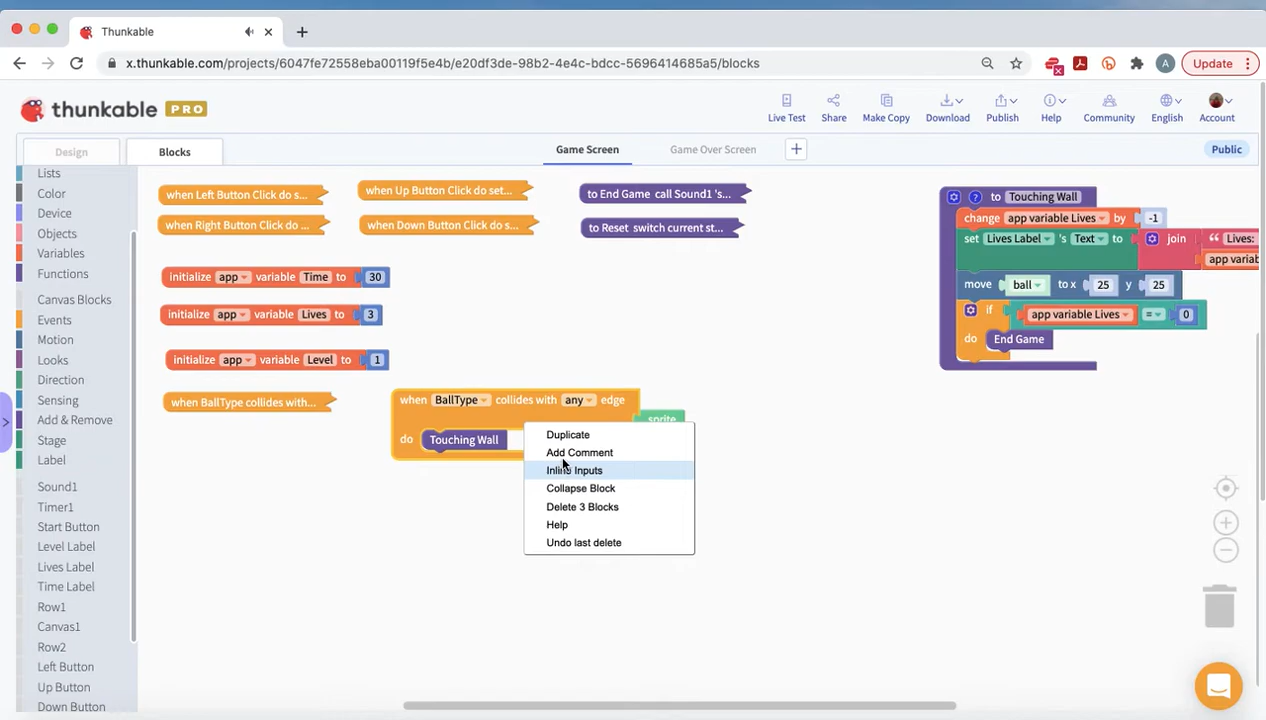 Thunkable
x.thunkable.com/projects/6047fe72558eba00119f5e4b/e20df3de-98b2-4e4c-bdcc-5696414685a5/blocks
A
Update
thunkable PRO
Live Test
Share
Make Copy
Download
Publish
Help
Community
English
Account
Design
Blocks
Game Screen
Game Over Screen
Public
Lists
Color
Device
Objects
Variables
Functions
Canvas Blocks
Events
Motion
Looks
Direction
Sensing
Add & Remove
Stage
Label
Sound1
Timer1
Start Button
Level Label
Lives Label
Time Label
Row1
Canvas1
Row2
Left Button
Up Button
Down Button
when Left Button Click do s...
when Up Button Click do set...
to End Game call Sound1 's...
when Right Button Click do ...
when Down Button Click do s...
to Reset switch current st...
initialize app variable Time to 30
initialize app variable Lives to 3
initialize app variable Level to 1
when BallType collides with...
when BallType collides with any edge
sprite
do Touching Wall
Duplicate
Add Comment
Inline Inputs
Collapse Block
Delete 3 Blocks
Help
Undo last delete
? to Touching Wall
change app variable Lives by -1
set Lives Label 's Text to join “ Lives:
app variab
move ball to x 25 y 25
if app variable Lives = 0
do End Game